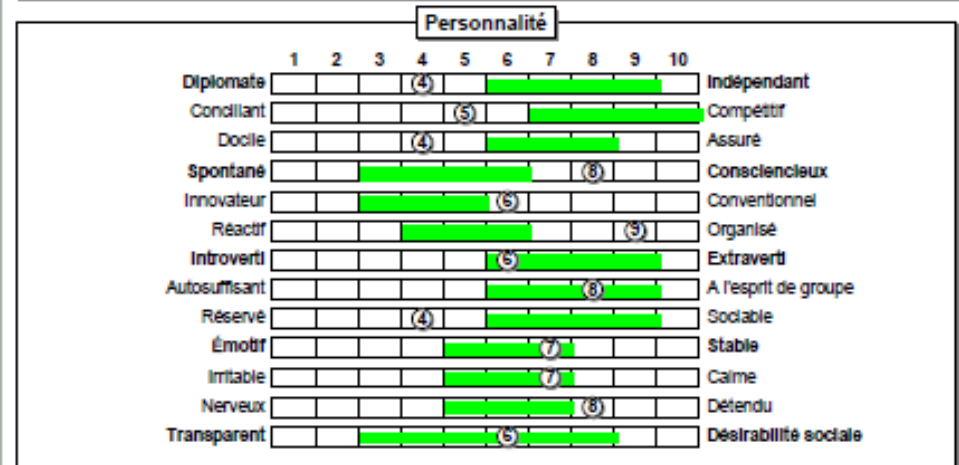 Personnalité
1 2 3 4 5 6 7 8 9 10
Diplomate 4 Indépendant
Conciliant 5 Compétitif
Docile 4 Assuré
Spontané 8 Consciencieux
Innovateur 6 Conventionnel
Réactif 9 Organisé
Introverti 6 Extraverti
Autosuffisant 8 A l'esprit de groupe
Réservé 4 Sociable
Émotif 7 Stable
Irritable 7 Calme
Nerveux 8 Détendu
Transparent 6 Désirabilité sociale